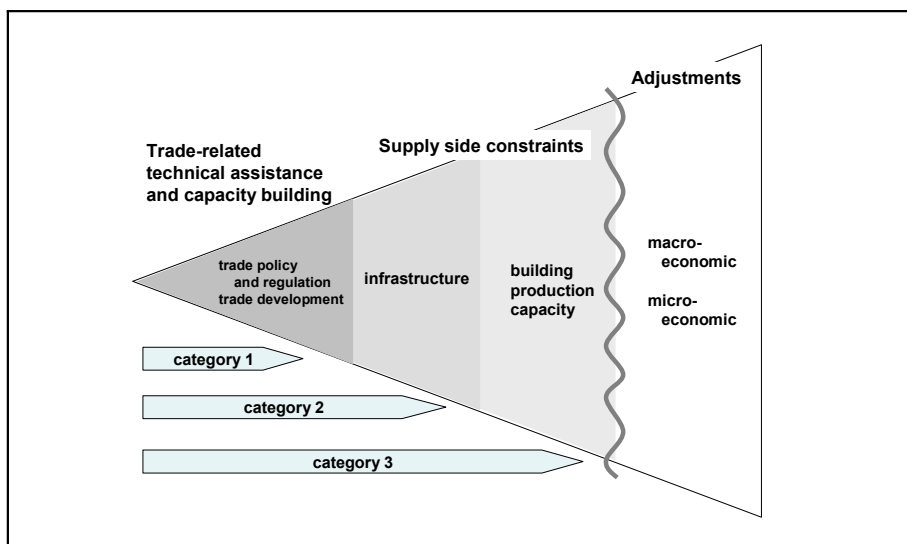 Adjustments
Supply side constraints
Trade-related
technical assistance
and capacity building
trade policy
and regulation
trade development
infrastructure
building
production
capacity
macro-
economic
micro-
economic
category 1
category 2
category 3